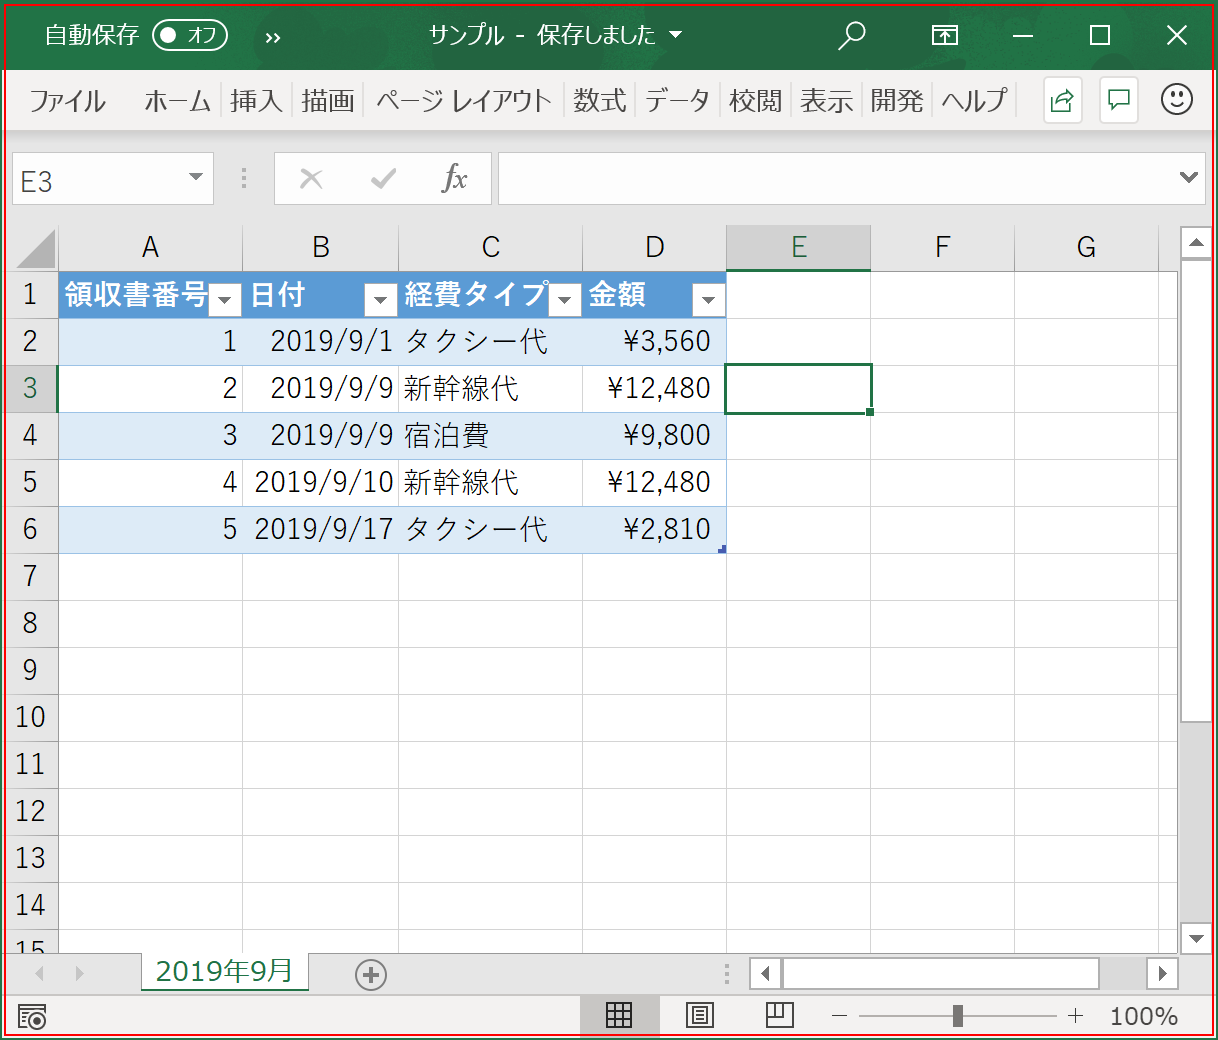 自動保存 オフ » サンプル - 保存しました
ファイル ホーム 挿入 描画 ページ レイアウト 数式 データ 校閲 表示 開発 ヘルプ
E3 fx
A B C D E F G
1 領収書番号 日付 経費タイプ 金額
2 1 2019/9/1 タクシー代 ¥3,560
3 2 2019/9/9 新幹線代 ¥12,480
4 3 2019/9/9 宿泊費 ¥9,800
5 4 2019/9/10 新幹線代 ¥12,480
6 5 2019/9/17 タクシー代 ¥2,810
7
8
9
10
11
12
13
14
15
2019年9月
100%